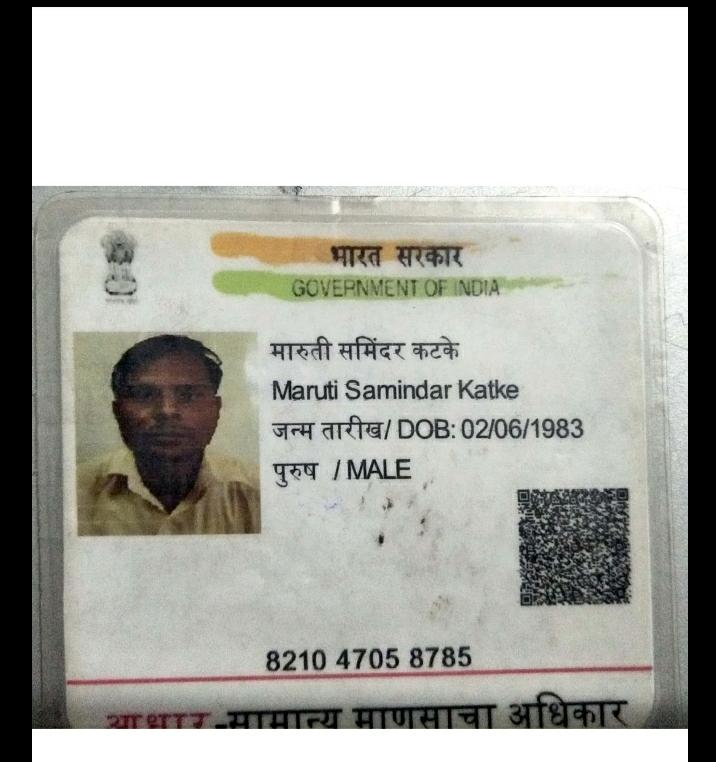 भारत सरकार
GOVERNMENT OF INDIA
मारुती समिंदर कटके
Maruti Samindar Katke
जन्म तारीख/ DOB: 02/06/1983
पुरुष / MALE
8210 4705 8785
आधार-सामान्य माणसाचा अधिकार